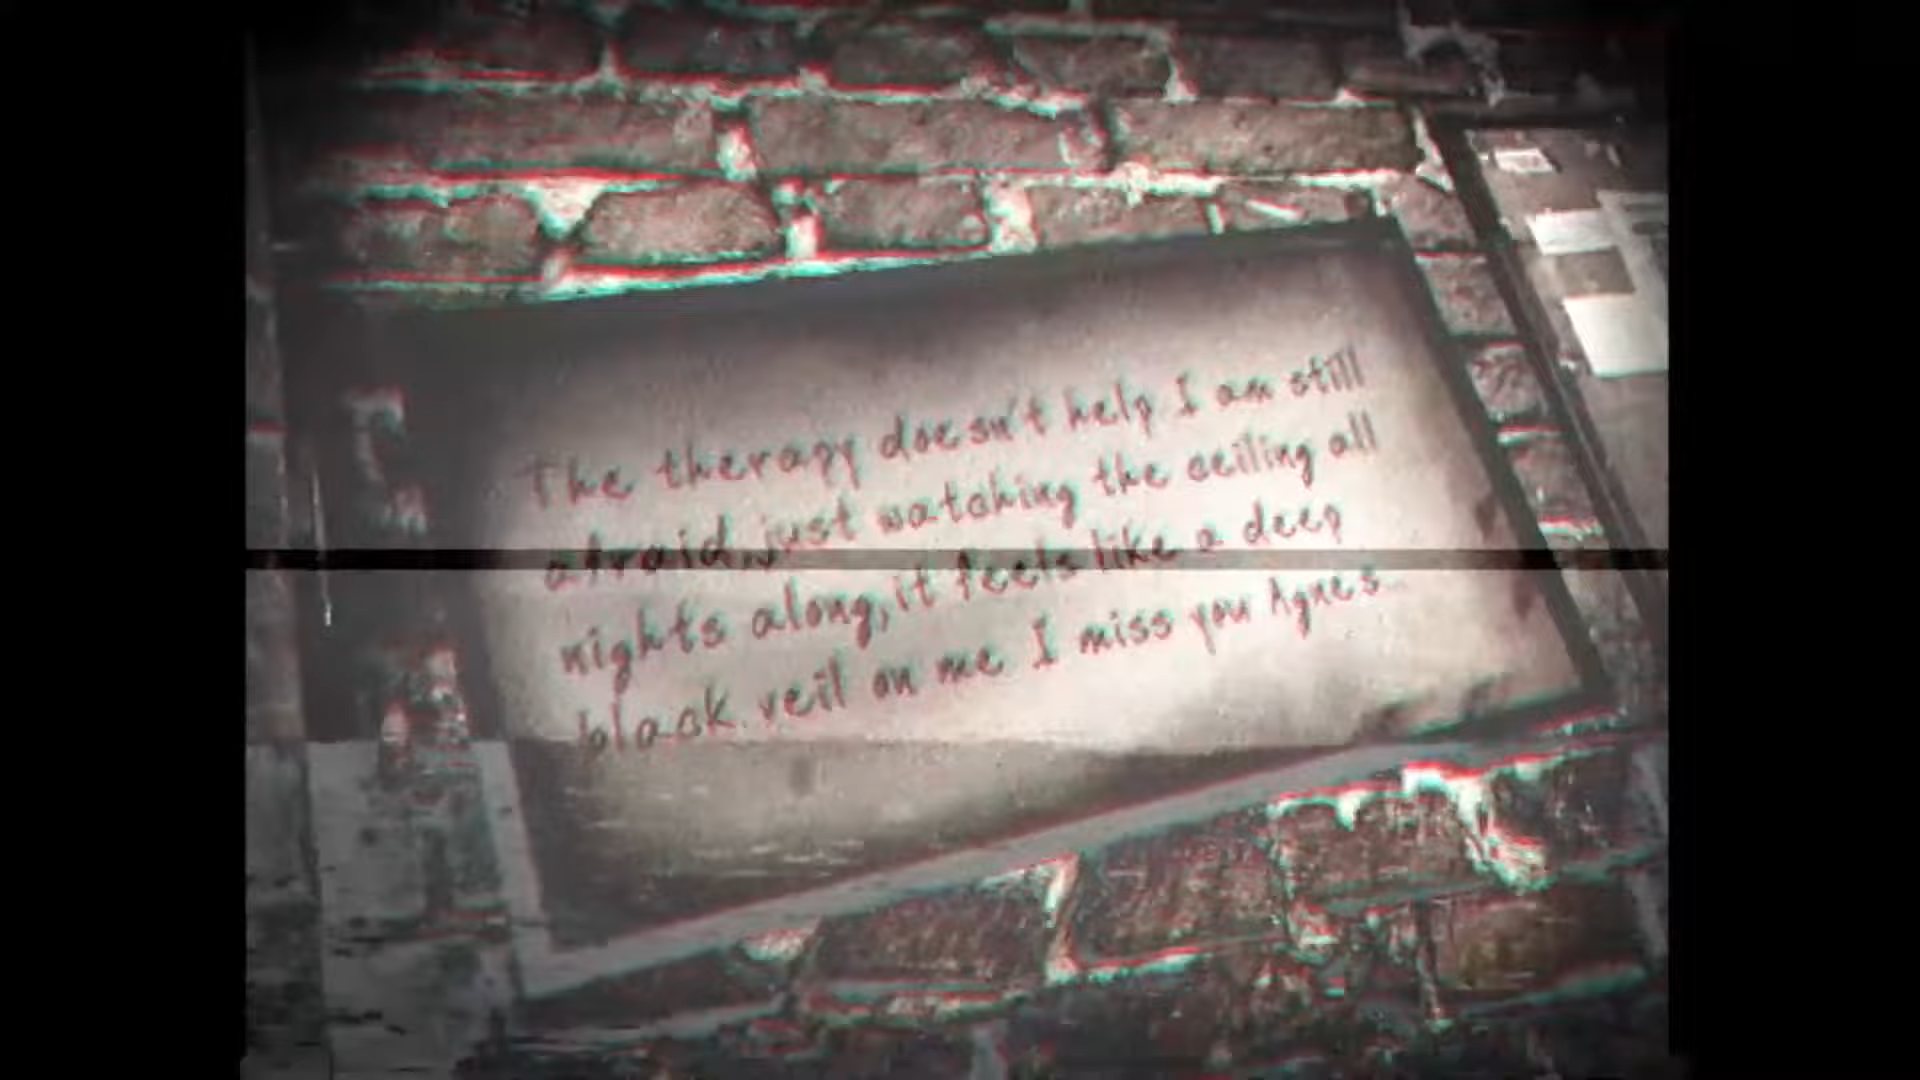 The therapy doesn't help I am still
afraid, just watching the ceiling all
nights along, it feels like a deep
black veil on me I miss you Agnes...